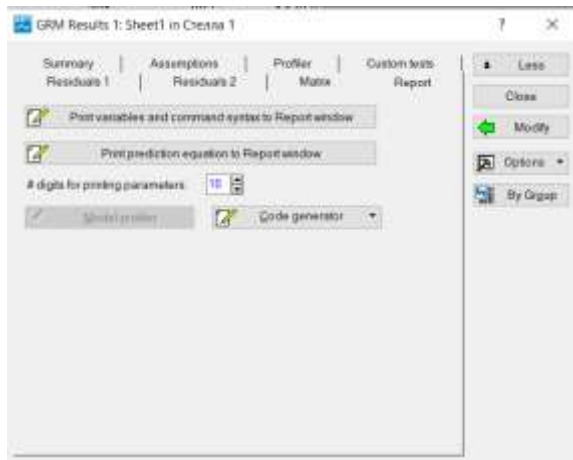 GRM Results 1: Sheet1 in Стелла 1
? ×
Summary | Assumptions | Profiler | Custom tests
Residuals 1 | Residuals 2 | Matrix | Report
Print variables and command syntax to Report window
Print prediction equation to Report window
# digits for printing parameters 10
Code generator
Less
Close
Modify
Options
By Group